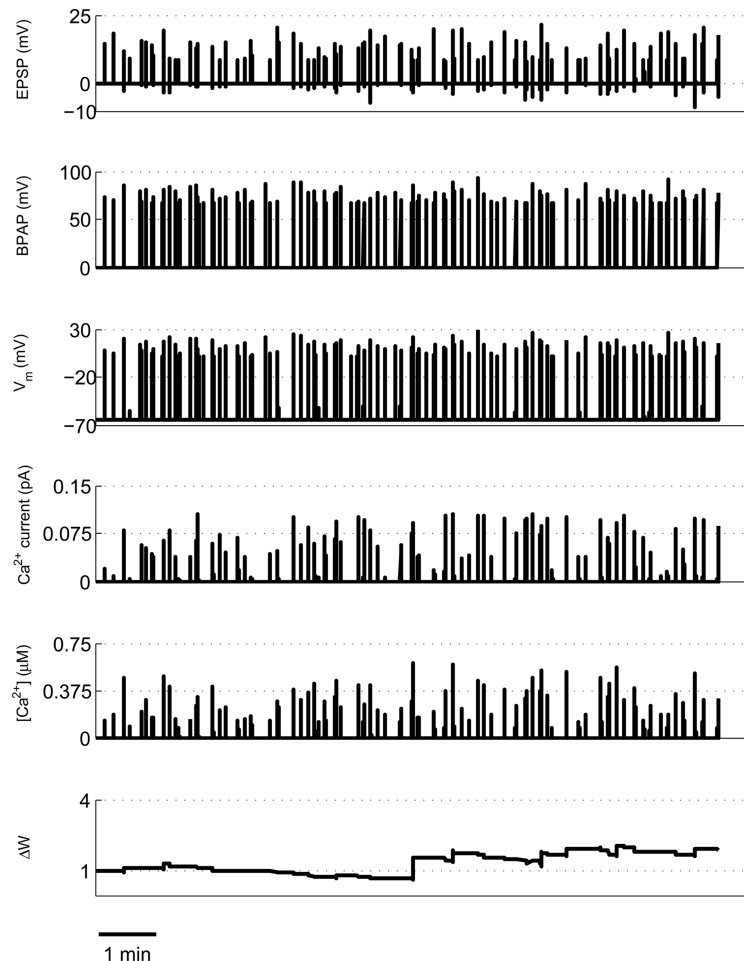 EPSP (mV)
25
0
−10
BPAP (mV)
100
50
0
Vm (mV)
30
−20
−70
Ca2+ current (pA)
0.15
0.075
0
[Ca2+] (μM)
0.75
0.375
0
ΔW
4
1
1 min